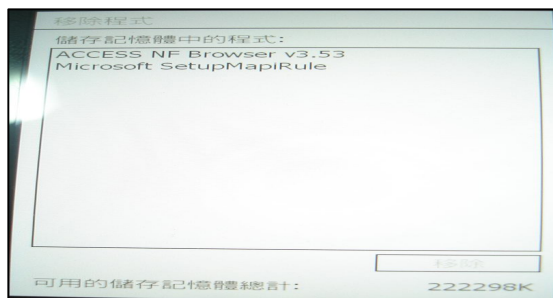 移除程式
儲存記憶體中的程式:
ACCESS NF Browser v3.53
Microsoft SetupMapiRule
移除
可用的儲存記憶體總計:
222298K